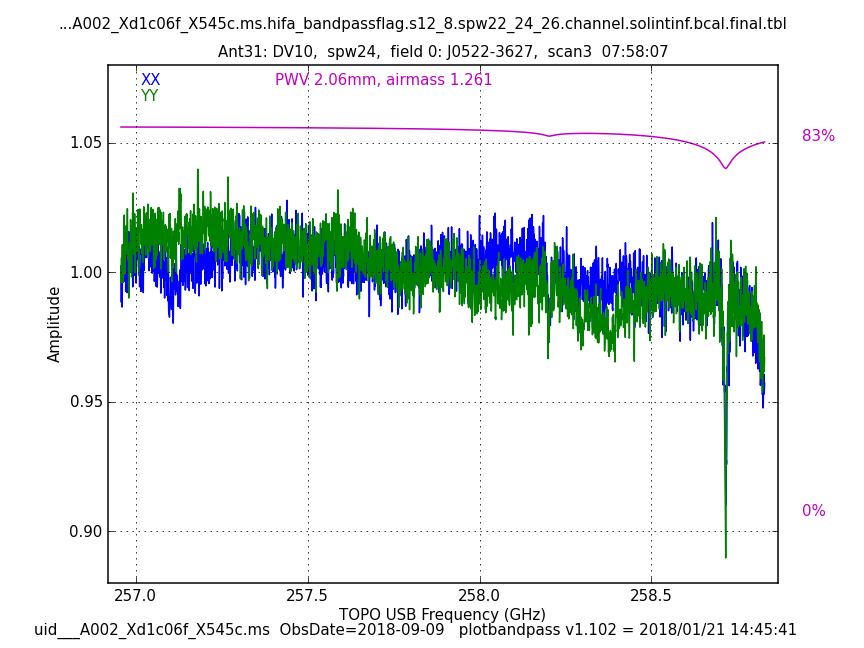 ...A002_Xd1c06f_X545c.ms.hifa_bandpassflag.s12_8.spw22_24_26.channel.solintinf.bcal.final.tbl
Ant31: DV10,  spw24,  field 0: J0522-3627,  scan3  07:58:07
XX
PWV 2.06mm, airmass 1.261
YY
83%
1.05
1.00
Amplitude
0.95
0%
0.90
257.0
257.5
258.0
258.5
TOPO USB Frequency (GHz)
uid___A002_Xd1c06f_X545c.ms  ObsDate=2018-09-09   plotbandpass v1.102 = 2018/01/21 14:45:41